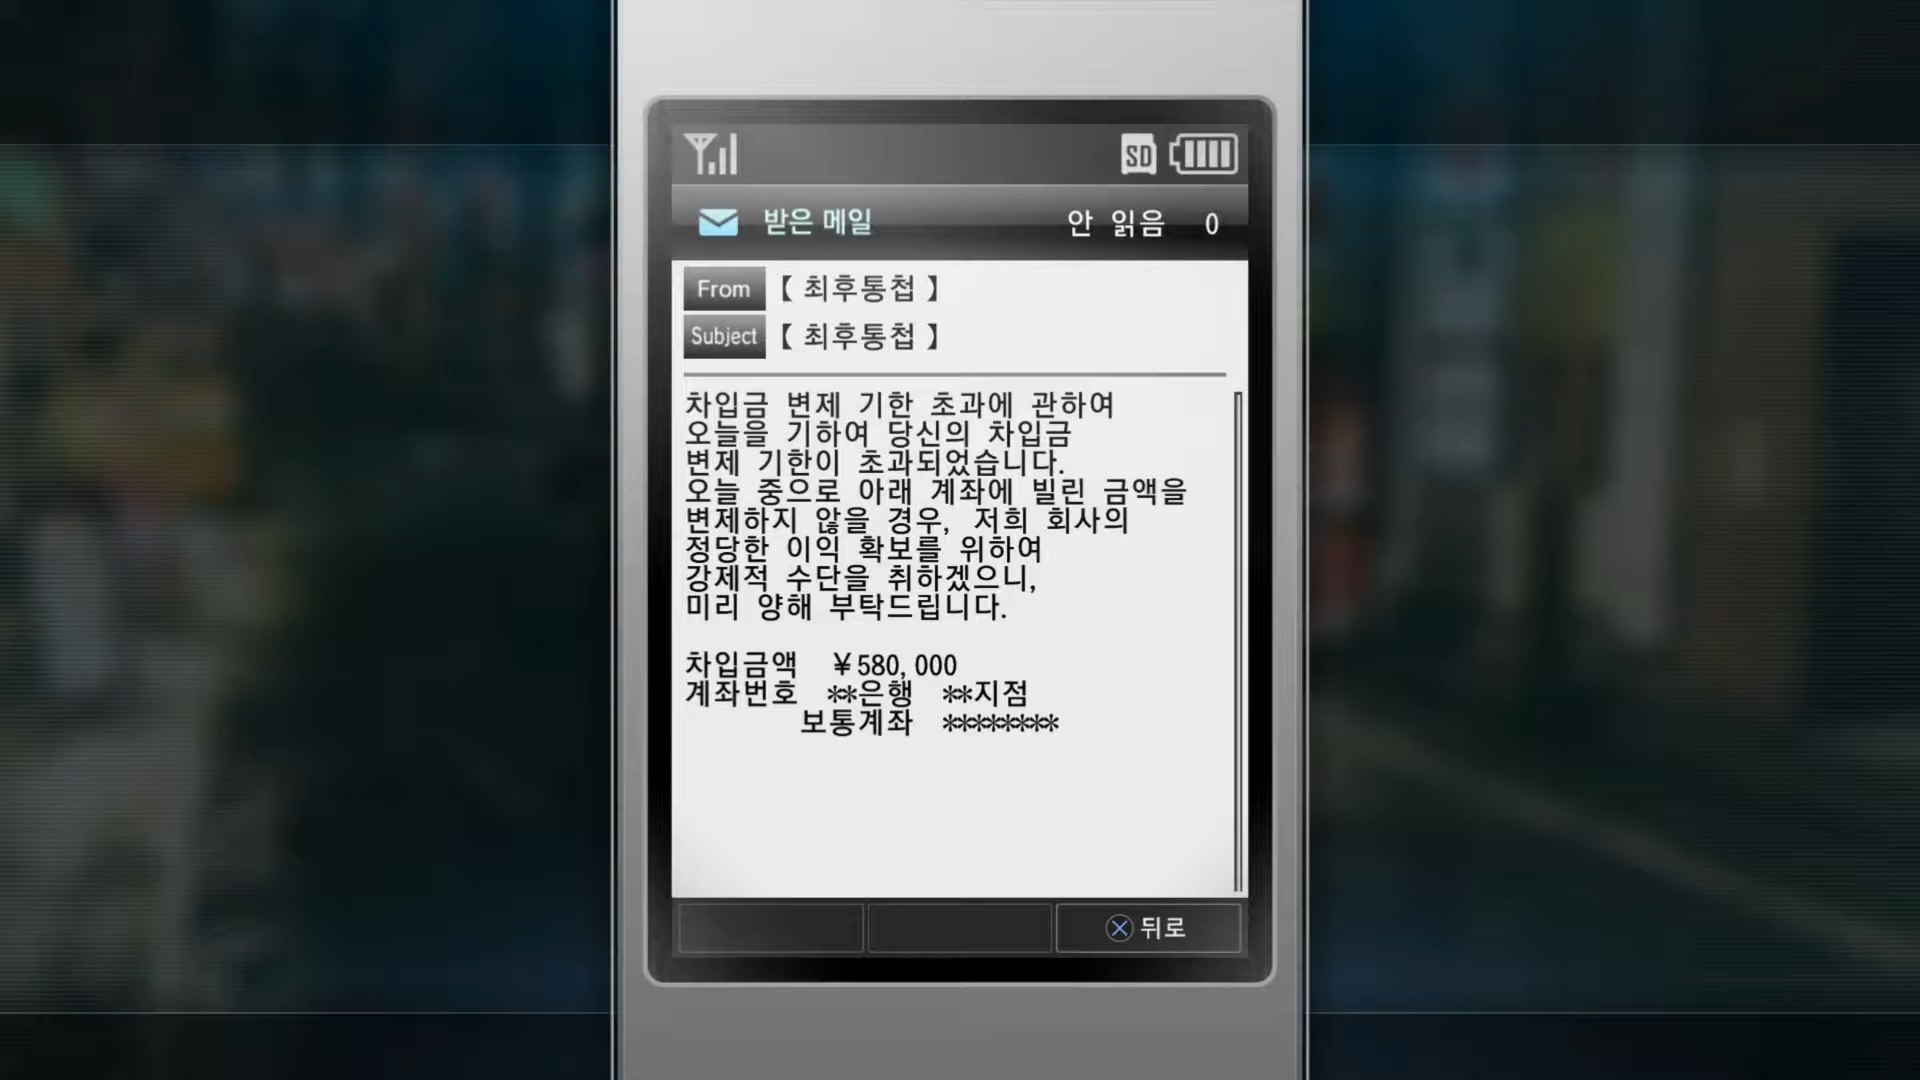 SD
받은 메일 안 읽음 0
From 【 최후통첩 】
Subject 【 최후통첩 】
차입금 변제 기한 초과에 관하여
오늘을 기하여 당신의 차입금
변제 기한이 초과되었습니다.
오늘 중으로 아래 계좌에 빌린 금액을
변제하지 않을 경우, 저희 회사의
정당한 이익 확보를 위하여
강제적 수단을 취하겠으니,
미리 양해 부탁드립니다.
차입금액 ￥580,000
계좌번호 **은행 **지점
보통계좌 ********
뒤로